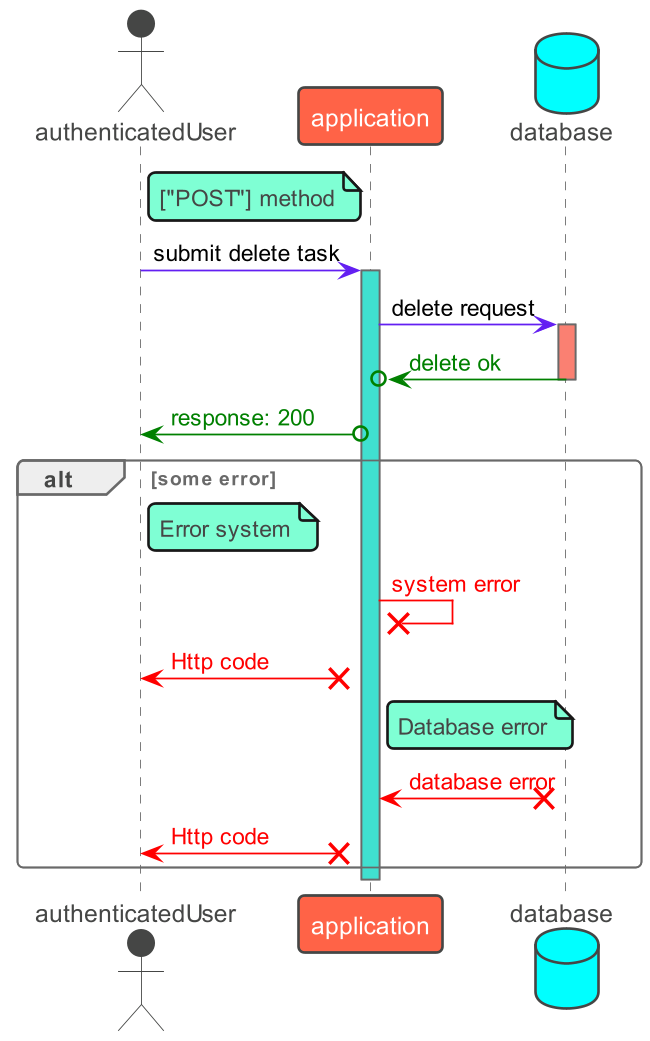 authenticatedUser
application
database
["POST"] method
submit delete task
delete request
delete ok
response: 200
alt
[some error]
Error system
system error
Http code
Database error
database error
Http code
authenticatedUser
application
database